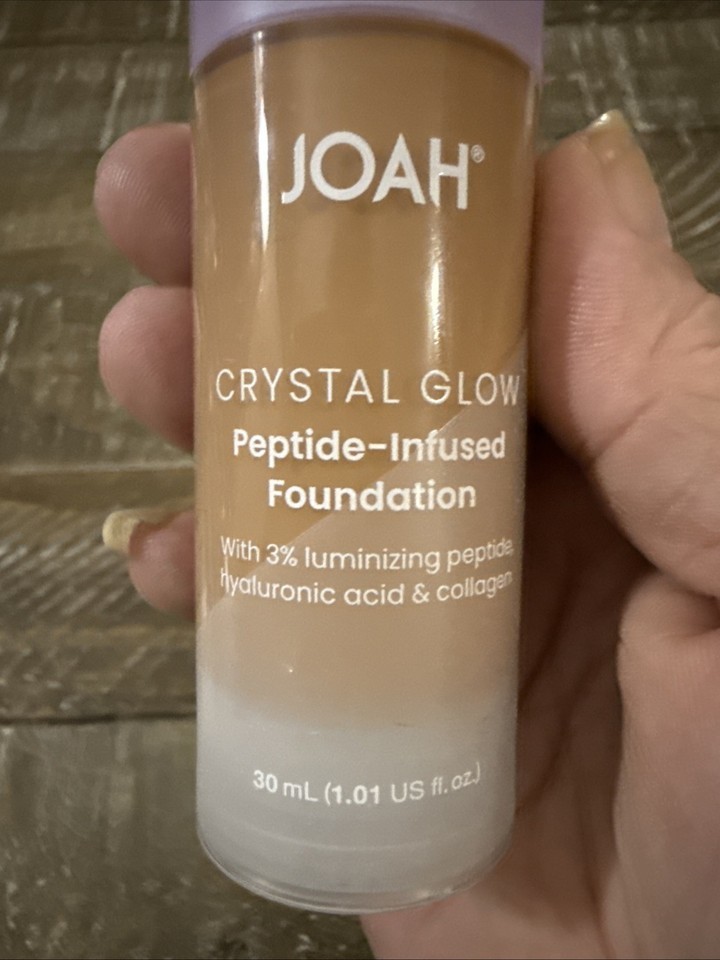 JOAH®
CRYSTAL GLOW
Peptide-Infused
Foundation
With 3% luminizing peptide,
hyaluronic acid & collagen
30 mL (1.01 US fl. oz.)